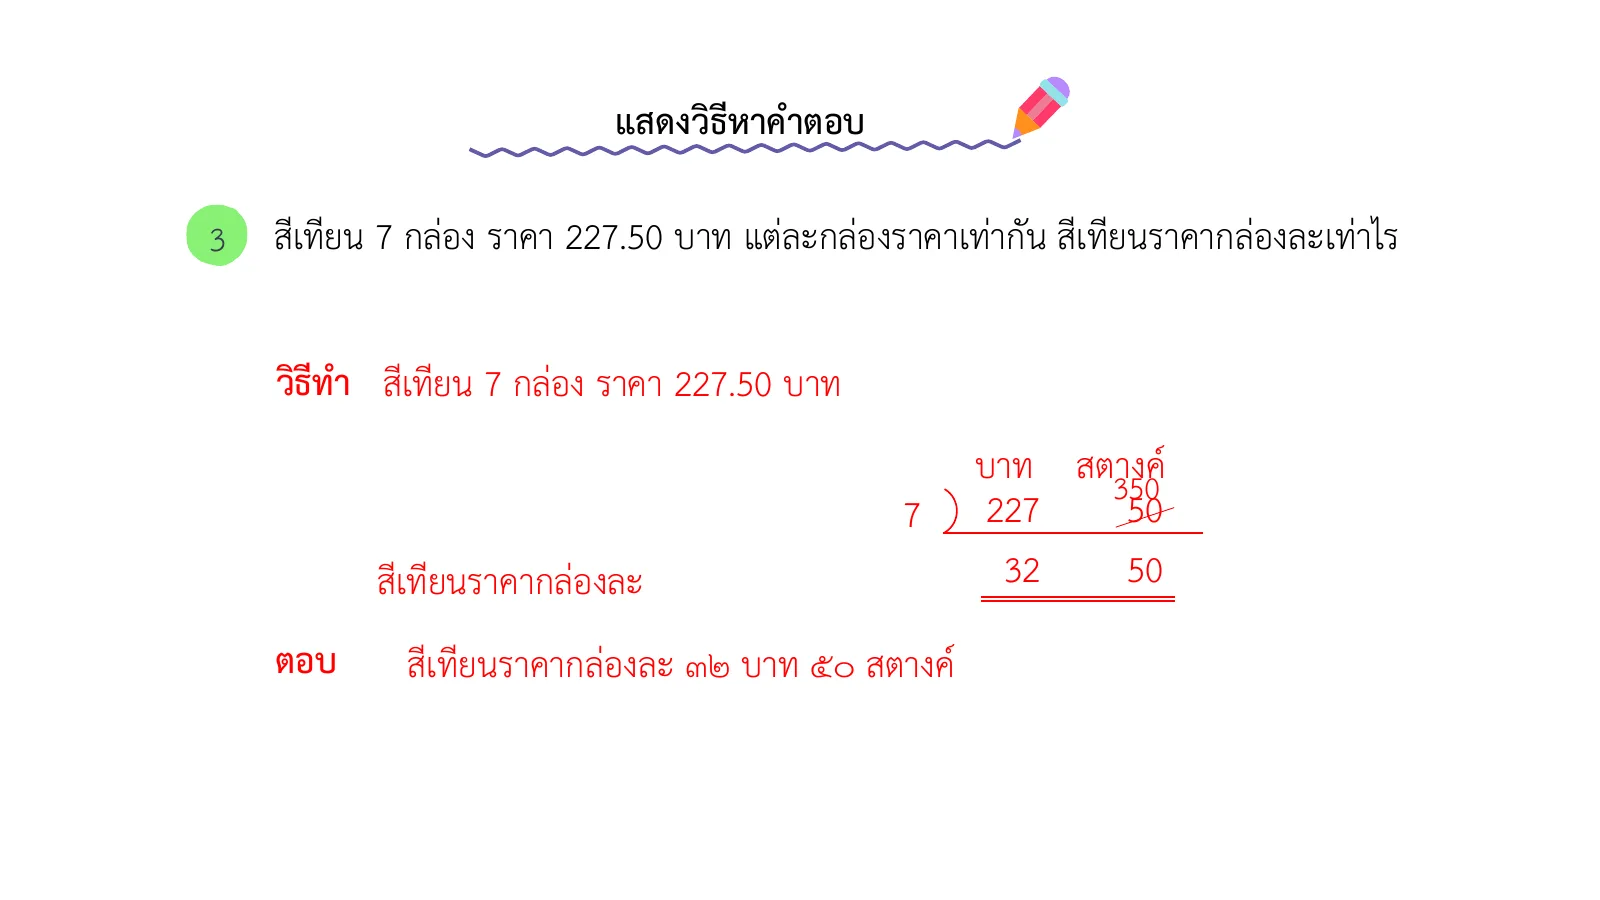 แสดงวิธีหาคำตอบ
3 สีเทียน 7 กล่อง ราคา 227.50 บาท แต่ละกล่องราคาเท่ากัน สีเทียนราคากล่องละเท่าไร
วิธีทำ สีเทียน 7 กล่อง ราคา 227.50 บาท
บาท สตางค์
350
7 ) 227 50
สีเทียนราคากล่องละ 32 50
ตอบ สีเทียนราคากล่องละ ๓๒ บาท ๕๐ สตางค์